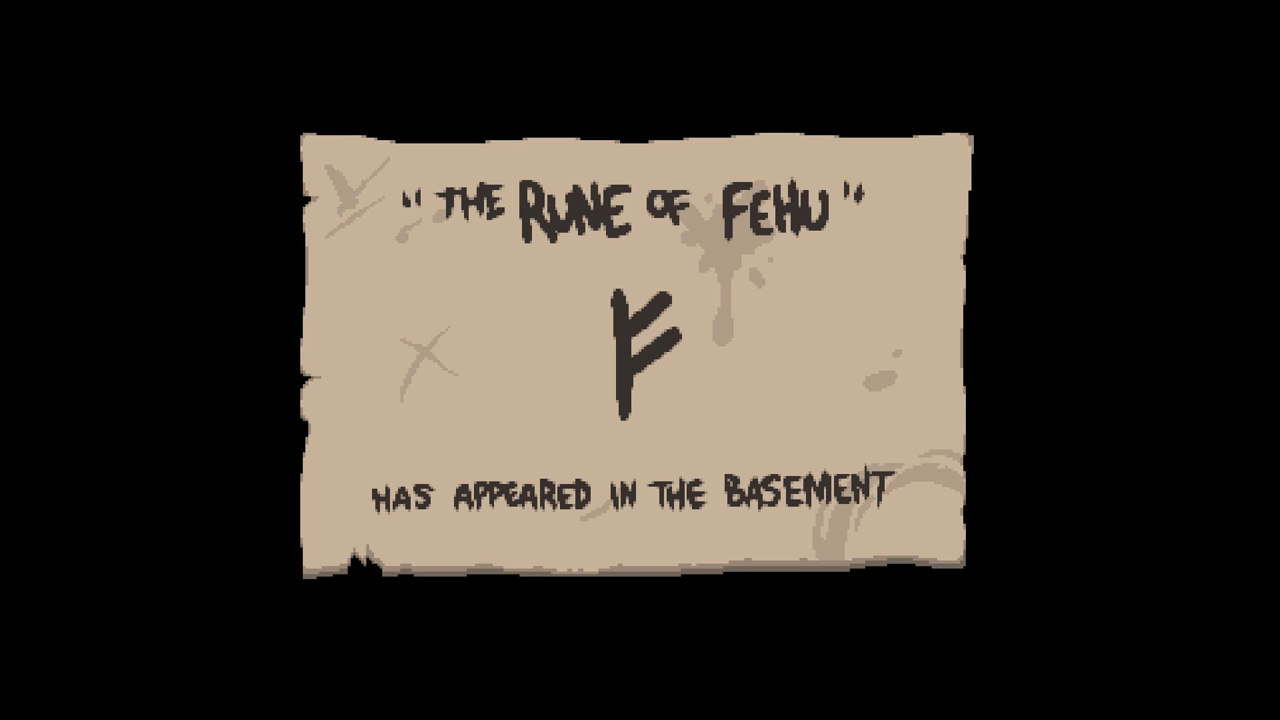 "THE RUNE OF FEHU"
ᚠ
HAS APPEARED IN THE BASEMENT